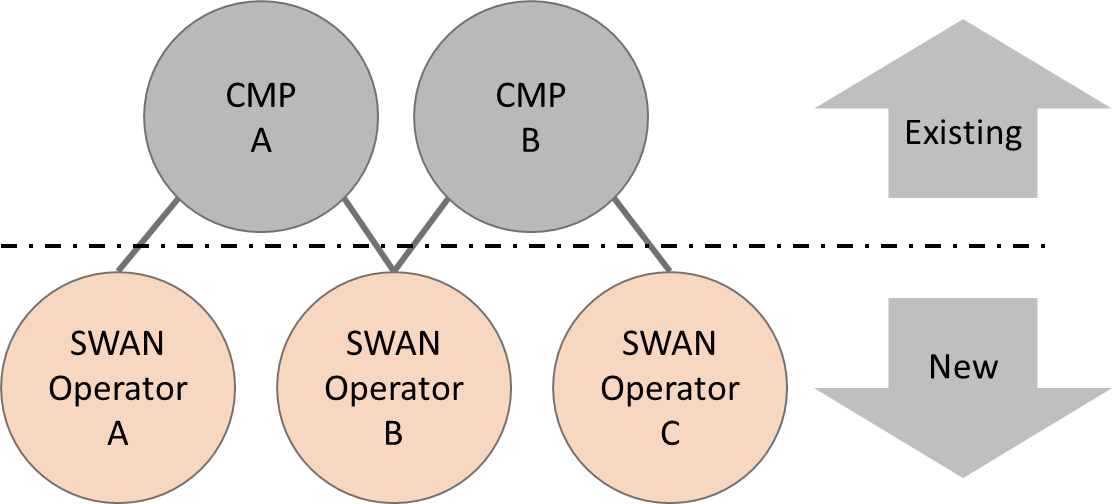 CMP
A
CMP
B
Existing
SWAN
Operator
A
SWAN
Operator
B
SWAN
Operator
C
New